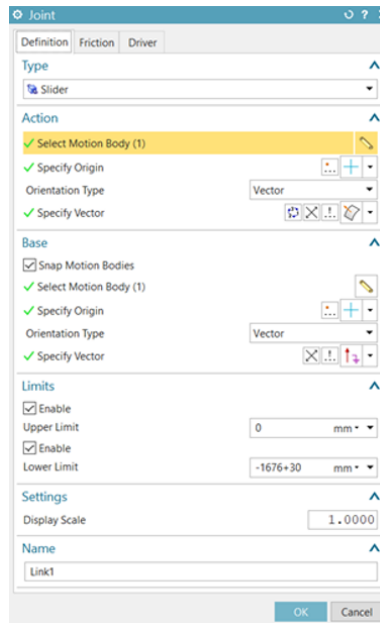 Joint
Definition Friction Driver
Type
Slider
Action
Select Motion Body (1)
Specify Origin
Orientation Type Vector
Specify Vector
Base
Snap Motion Bodies
Select Motion Body (1)
Specify Origin
Orientation Type Vector
Specify Vector
Limits
Enable
Upper Limit 0 mm
Enable
Lower Limit -1676+30 mm
Settings
Display Scale 1.0000
Name
Link1
OK Cancel